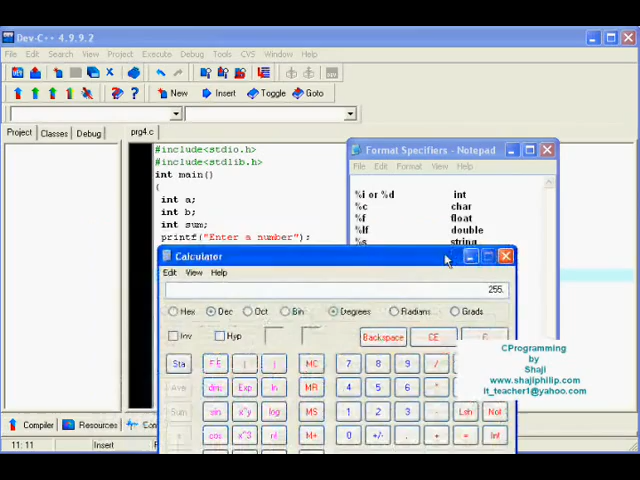 Dev-C++ 4.9.9.2
File Edit Search View Project Execute Debug Tools CVS Window Help
New Insert Toggle Goto
Project Classes Debug prg4.c
#include<stdio.h>
#include<stdlib.h>
int main()
{
int a;
int b;
int sum;
printf("Enter a number");
Format Specifiers - Notepad
File Edit Format View Help
%i or %d int
%c char
%f float
%lf double
%s string
Calculator
Edit View Help
255.
Hex Dec Oct Bin Degrees Radians Grads
Inv Hyp Backspace CE C
Sta F-E ( ) MC 7 8 9 /
Ave dms Exp ln MR 4 5 6 *
Sum sin x^y log MS 1 2 3 - Lsh Not
s cos x^3 n! M+ 0 +/- . + = Int
CProgramming
by
Shaji
www.shajiphilip.com
it_teacher1@yahoo.com
Compiler Resources
11: 11 Insert